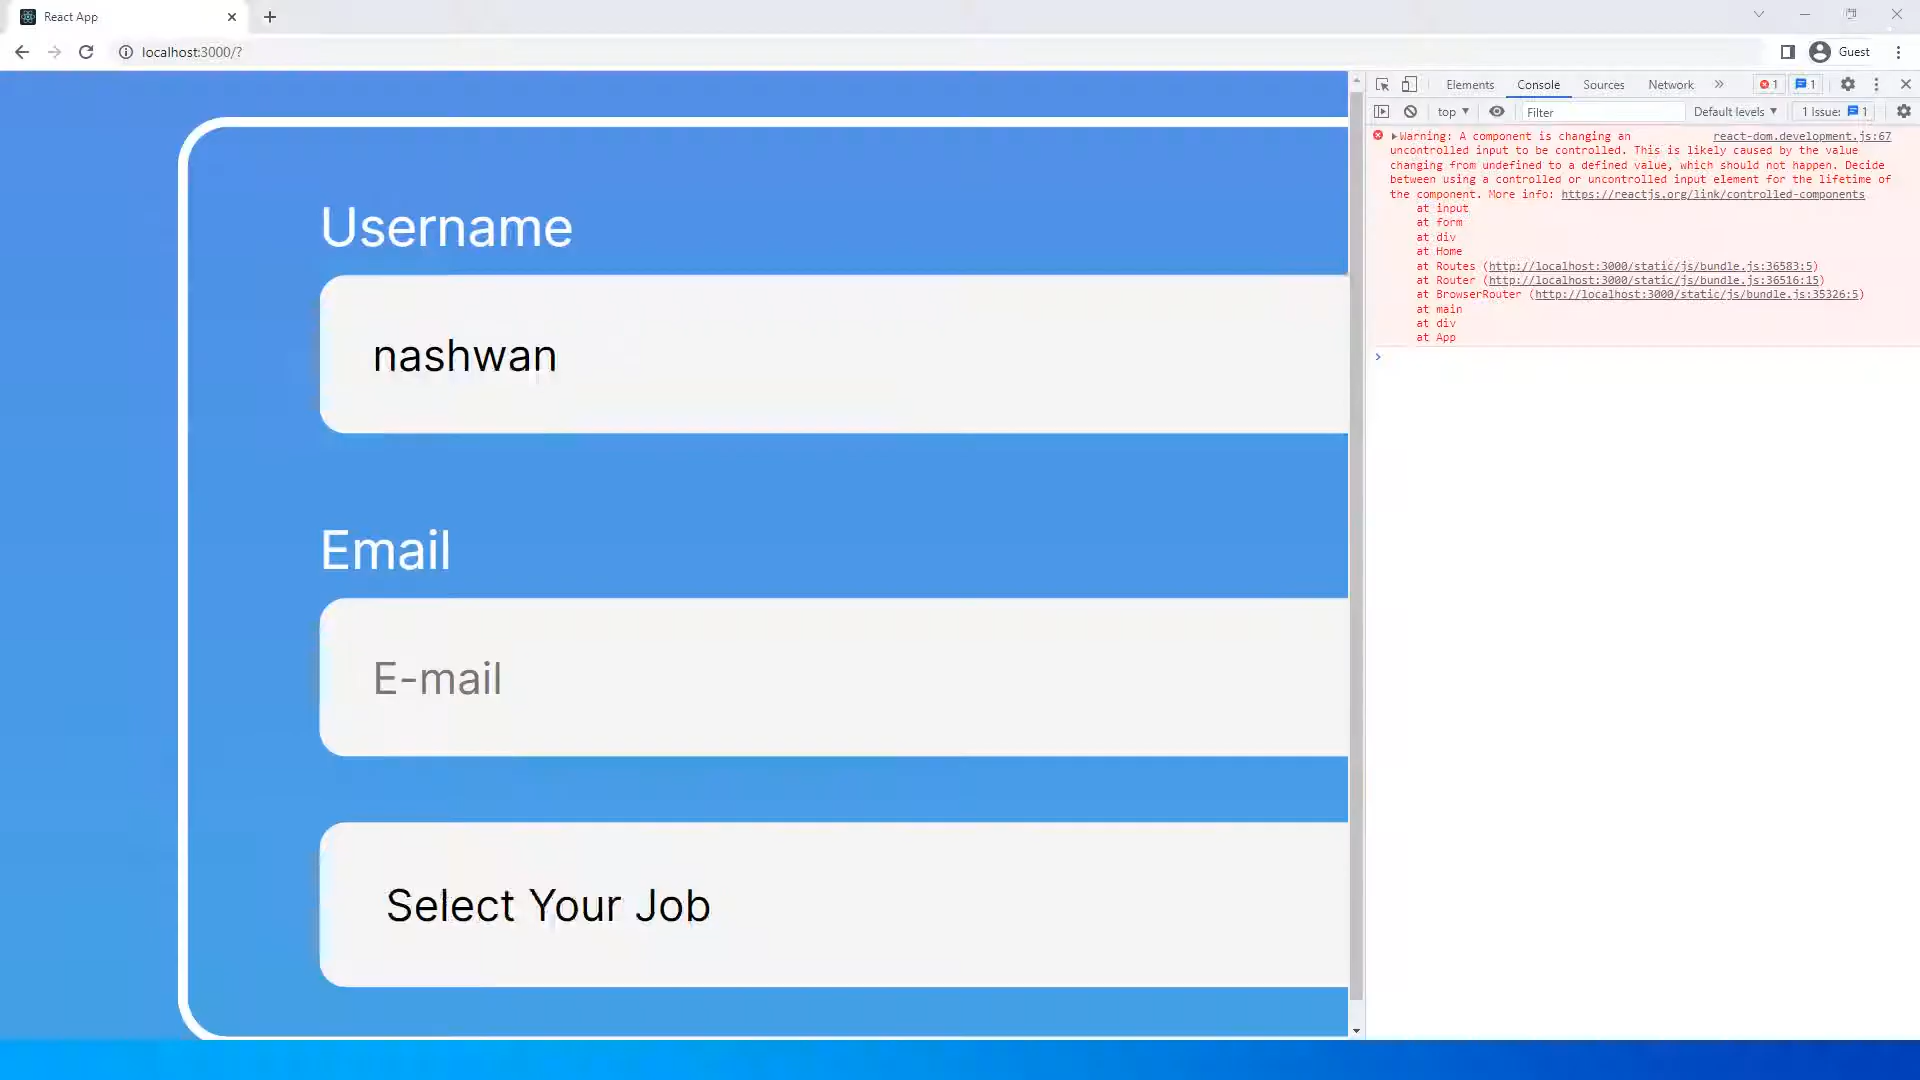 React App
localhost:3000/?
Guest
Username
nashwan
Email
E-mail
Select Your Job
Elements Console Sources Network » 1 1
top Filter Default levels 1 Issue: 1
Warning: A component is changing an react-dom.development.js:67
uncontrolled input to be controlled. This is likely caused by the value
changing from undefined to a defined value, which should not happen. Decide
between using a controlled or uncontrolled input element for the lifetime of
the component. More info: https://reactjs.org/link/controlled-components
at input
at form
at div
at Home
at Routes (http://localhost:3000/static/js/bundle.js:36583:5)
at Router (http://localhost:3000/static/js/bundle.js:36516:15)
at BrowserRouter (http://localhost:3000/static/js/bundle.js:35326:5)
at main
at div
at App